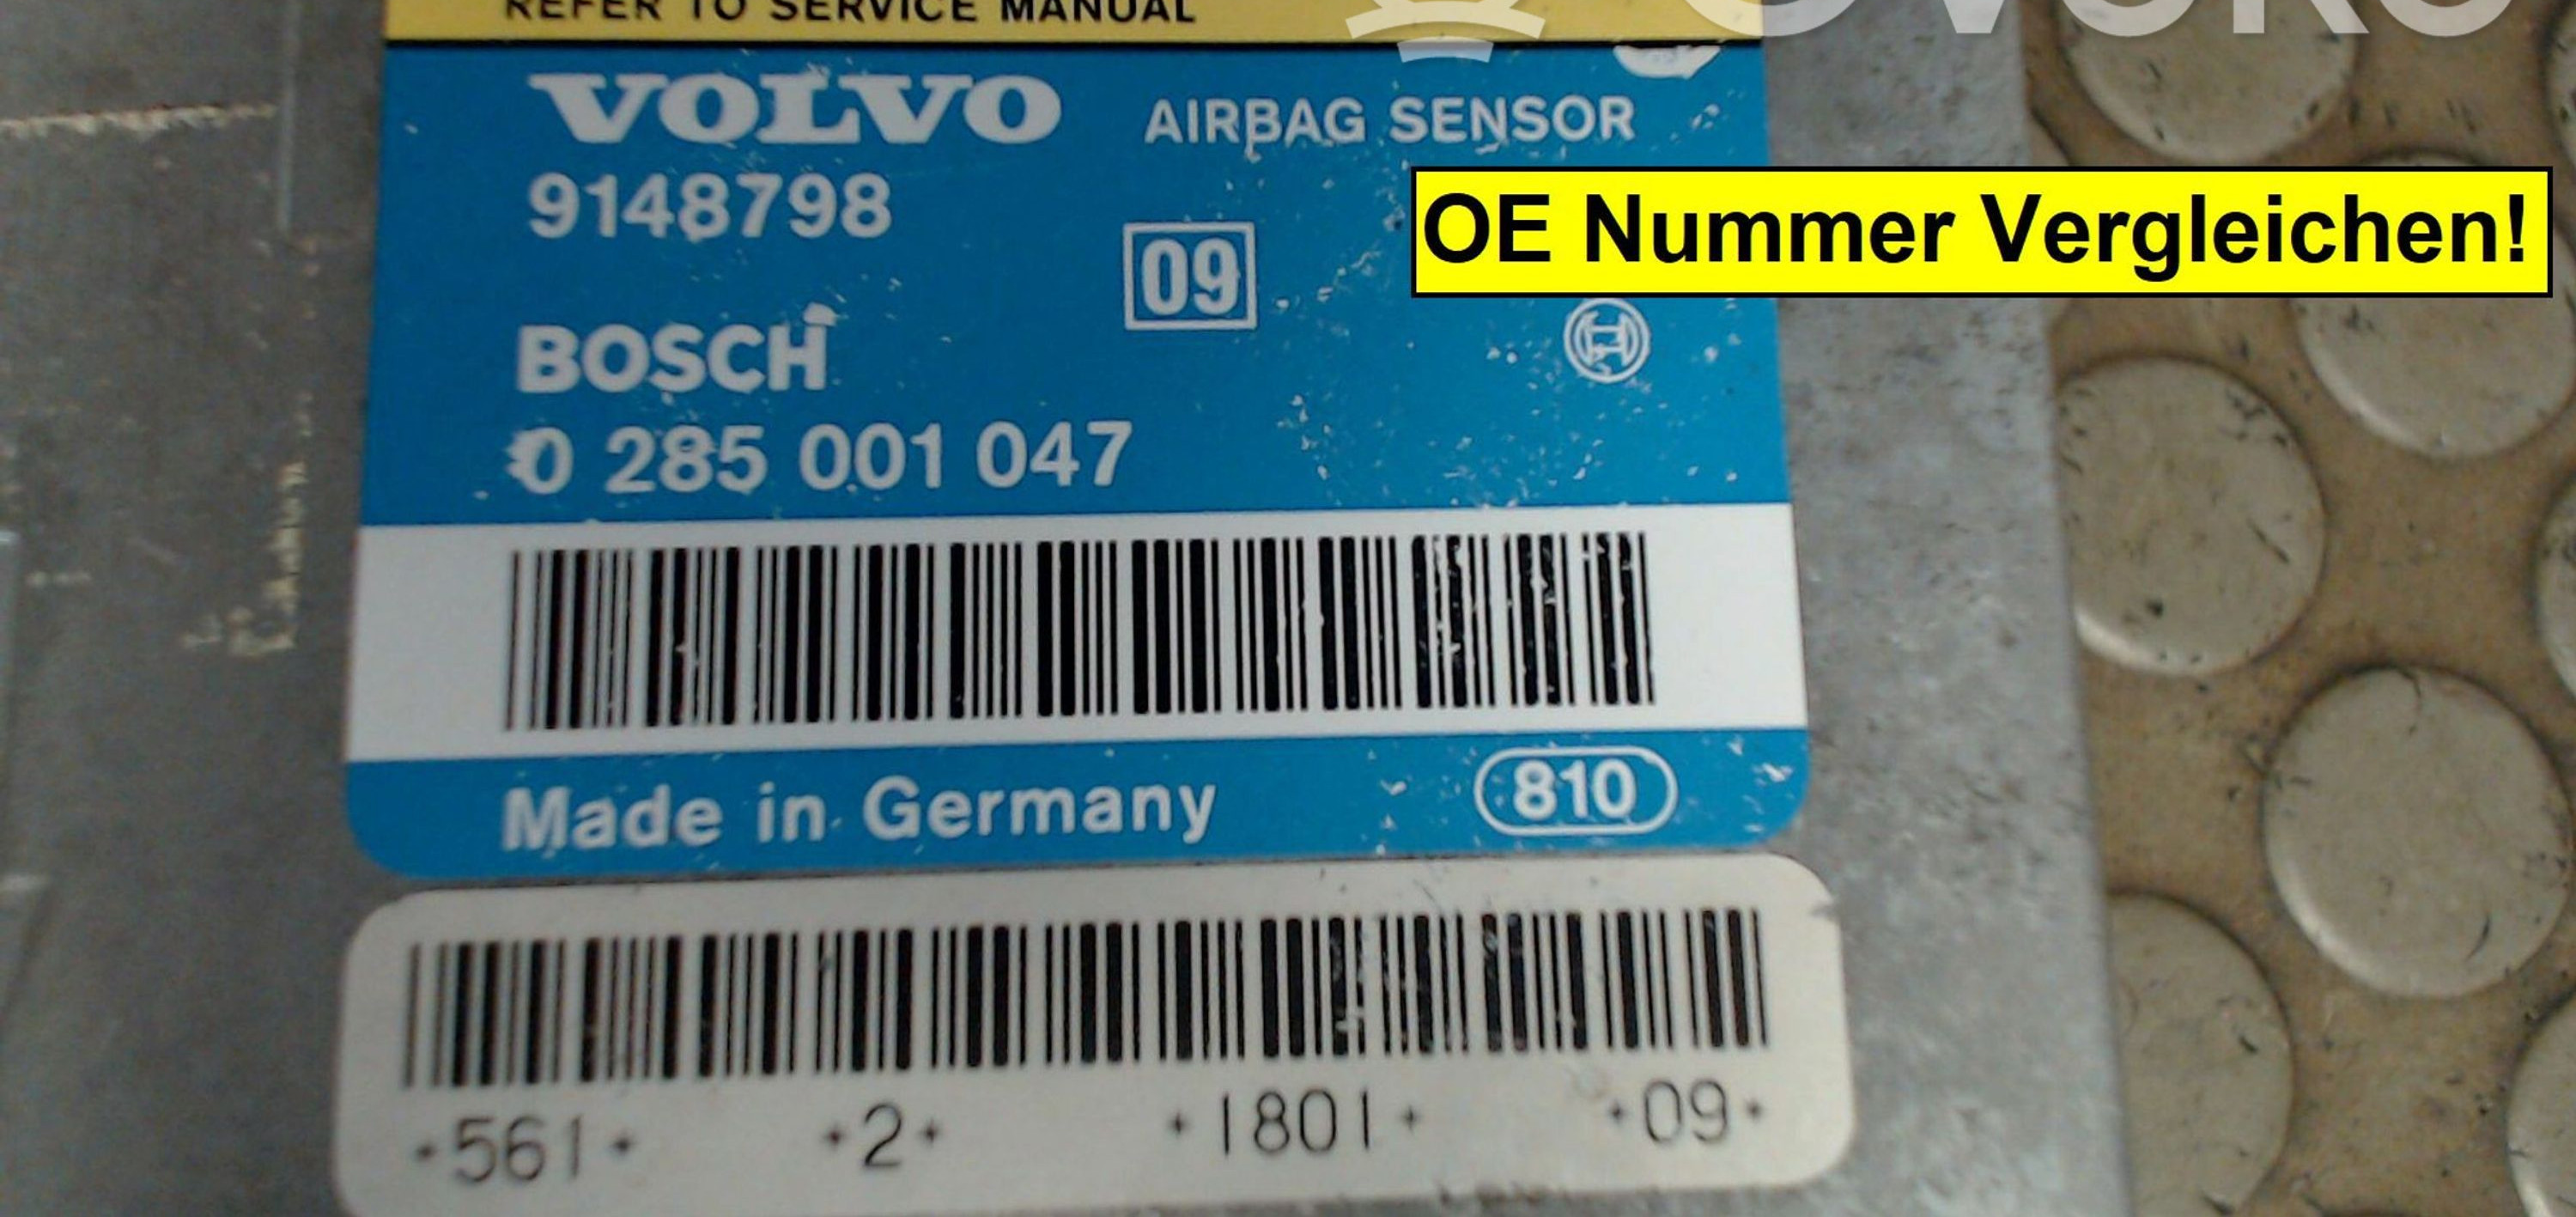 REFER TO SERVICE MANUAL
VOLVO AIRBAG SENSOR
9148798
OE Nummer Vergleichen!
09
BOSCH
0 285 001 047
Made in Germany 810
+561+ +2+ +1801+ +09+